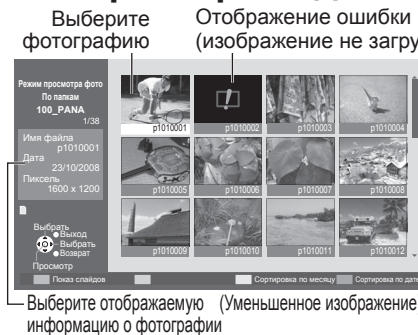 Выберите фотографию
Отображение ошибки
(изображение не загру
Режим просмотра фото
По папкам
100_PANA
1/38
Имя файла
p1010001
Дата
23/10/2008
Пиксель
1600 x 1200
Выбрать
Выход
Выбрать
Возврат
Просмотр
p1010001
p1010002
p1010003
p1010004
p1010005
p1010006
p1010007
p1010008
p1010009
p1010010
p1010011
p1010012
Показ слайдов
Сортировка по месяцу
Сортировка по дате
Выберите отображаемую
информацию о фотографии
(Уменьшенное изображение